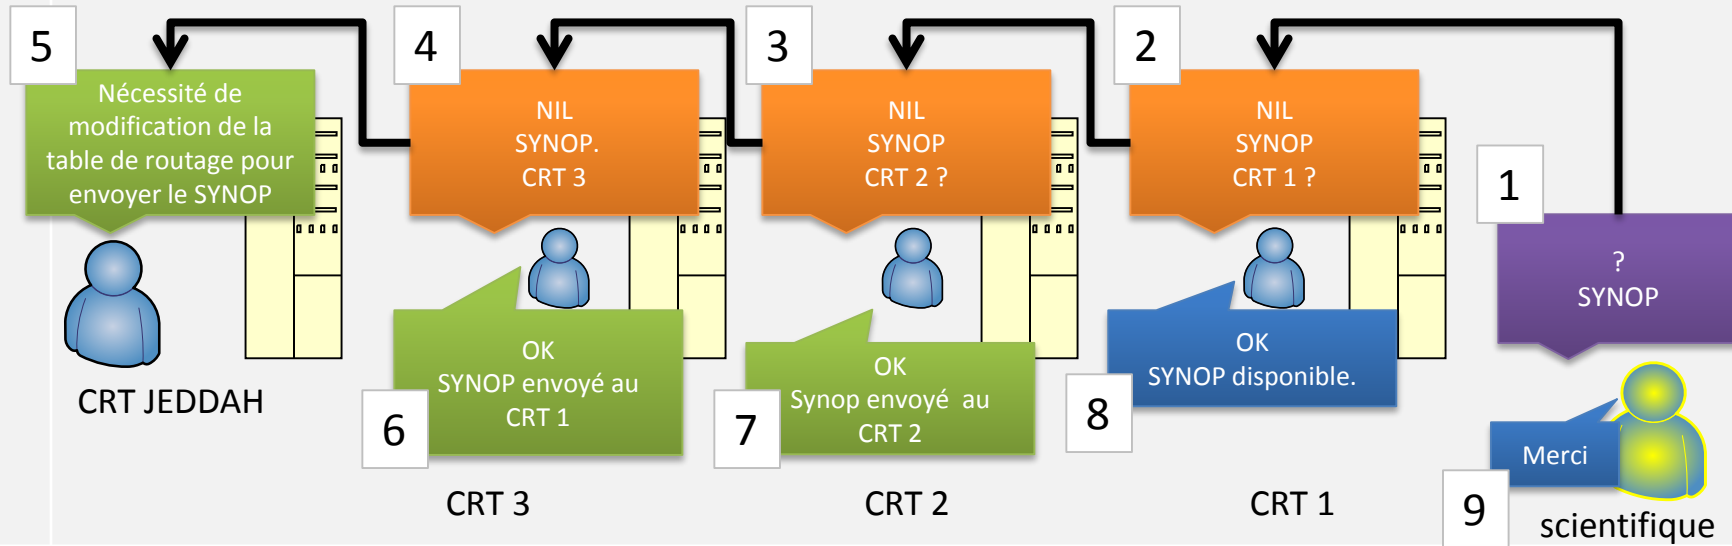 5
Nécessité de
modification de la
table de routage pour
envoyer le SYNOP
CRT JEDDAH
4
NIL
SYNOP.
CRT 3
6
OK
SYNOP envoyé au
CRT 1
CRT 3
3
NIL
SYNOP
CRT 2 ?
7
OK
Synop envoyé au
CRT 2
CRT 2
2
NIL
SYNOP
CRT 1 ?
8
OK
SYNOP disponible.
CRT 1
1
?
SYNOP
9
Merci
scientifique